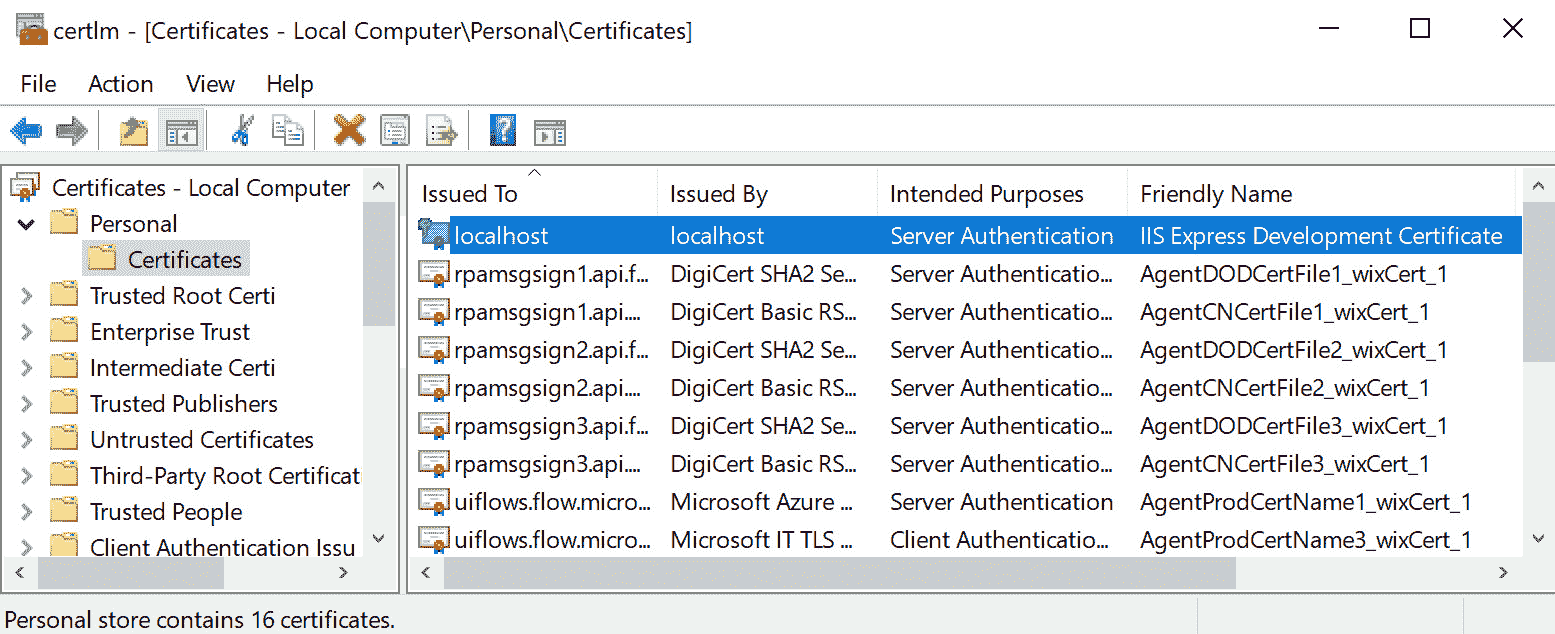 certlm - [Certificates - Local Computer\Personal\Certificates]
File Action View Help
Certificates - Local Computer
Personal
Certificates
Trusted Root Certi
Enterprise Trust
Intermediate Certi
Trusted Publishers
Untrusted Certificates
Third-Party Root Certificat
Trusted People
Client Authentication Issu
Issued To Issued By Intended Purposes Friendly Name
localhost localhost Server Authentication IIS Express Development Certificate
rpamsgsign1.api.f... DigiCert SHA2 Se... Server Authenticatio... AgentDODCertFile1_wixCert_1
rpamsgsign1.api.... DigiCert Basic RS... Server Authenticatio... AgentCNCertFile1_wixCert_1
rpamsgsign2.api.f... DigiCert SHA2 Se... Server Authenticatio... AgentDODCertFile2_wixCert_1
rpamsgsign2.api.... DigiCert Basic RS... Server Authenticatio... AgentCNCertFile2_wixCert_1
rpamsgsign3.api.f... DigiCert SHA2 Se... Server Authenticatio... AgentDODCertFile3_wixCert_1
rpamsgsign3.api.... DigiCert Basic RS... Server Authenticatio... AgentCNCertFile3_wixCert_1
uiflows.flow.micro... Microsoft Azure ... Server Authentication AgentProdCertName1_wixCert_1
uiflows.flow.micro... Microsoft IT TLS ... Client Authenticatio... AgentProdCertName3_wixCert_1
Personal store contains 16 certificates.